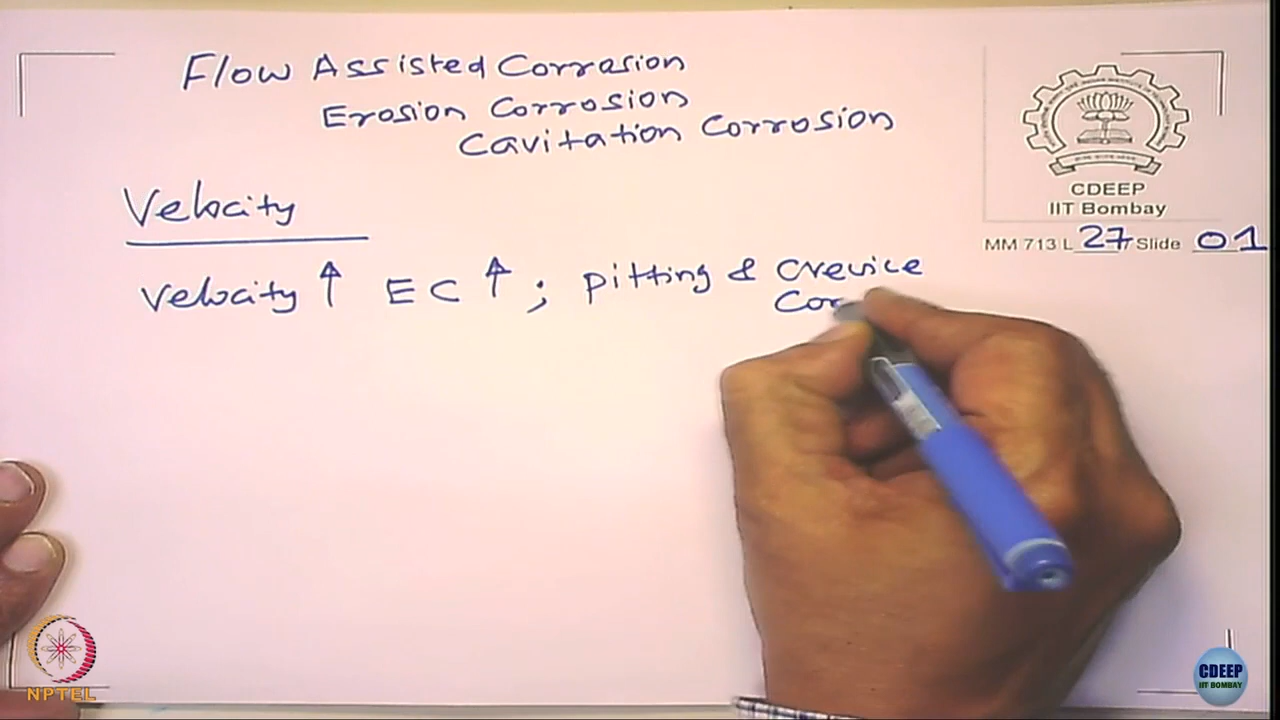 Flow Assisted Corrosion
Erosion Corrosion
Cavitation Corrosion
CDEEP
IIT Bombay
MM 713 L 27 Slide 01
Velocity
Velocity ↑ EC ↑ ; pitting & crevice
NPTEL
CDEEP
IIT BOMBAY